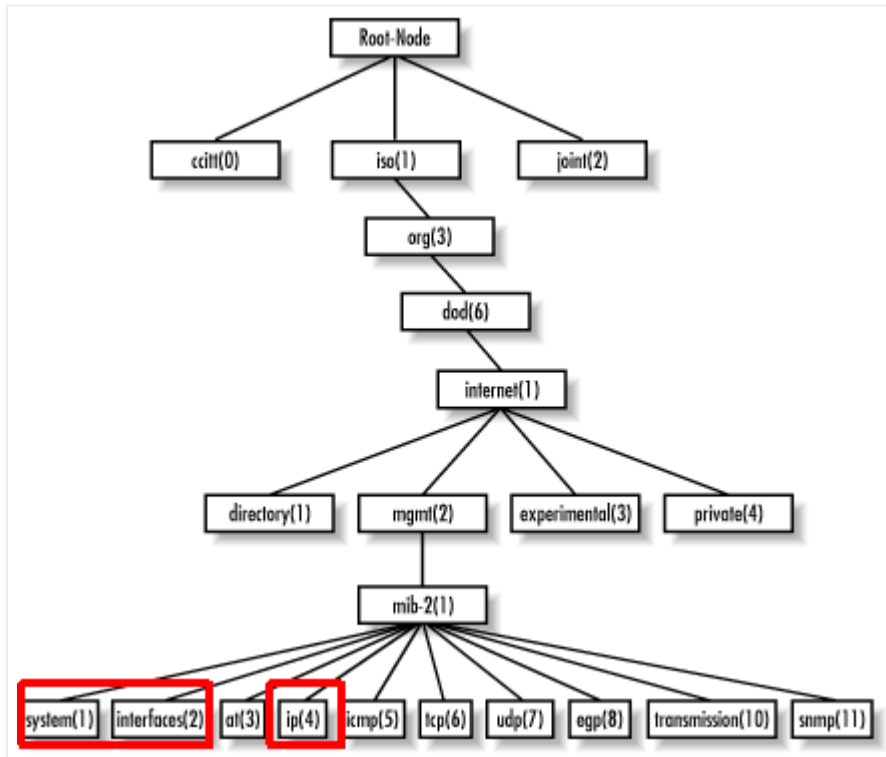 Root-Node
ccitt(0) iso(1) joint(2)
org(3)
dod(6)
internet(1)
directory(1) mgmt(2) experimental(3) private(4)
mib-2(1)
system(1) interfaces(2) at(3) ip(4) icmp(5) tcp(6) udp(7) egp(8) transmission(10) snmp(11)